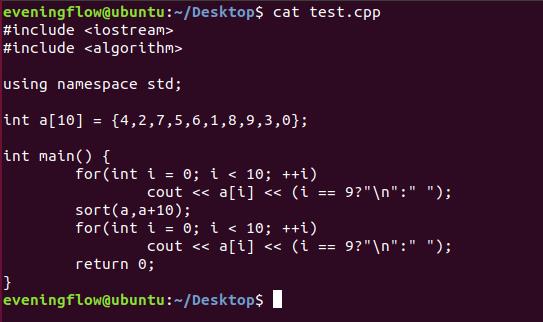 eveningflow@ubuntu:~/Desktop$ cat test.cpp
#include <iostream>
#include <algorithm>

using namespace std;

int a[10] = {4,2,7,5,6,1,8,9,3,0};

int main() {
        for(int i = 0; i < 10; ++i)
                cout << a[i] << (i == 9?"\n":" ");
        sort(a,a+10);
        for(int i = 0; i < 10; ++i)
                cout << a[i] << (i == 9?"\n":" ");
        return 0;
}
eveningflow@ubuntu:~/Desktop$